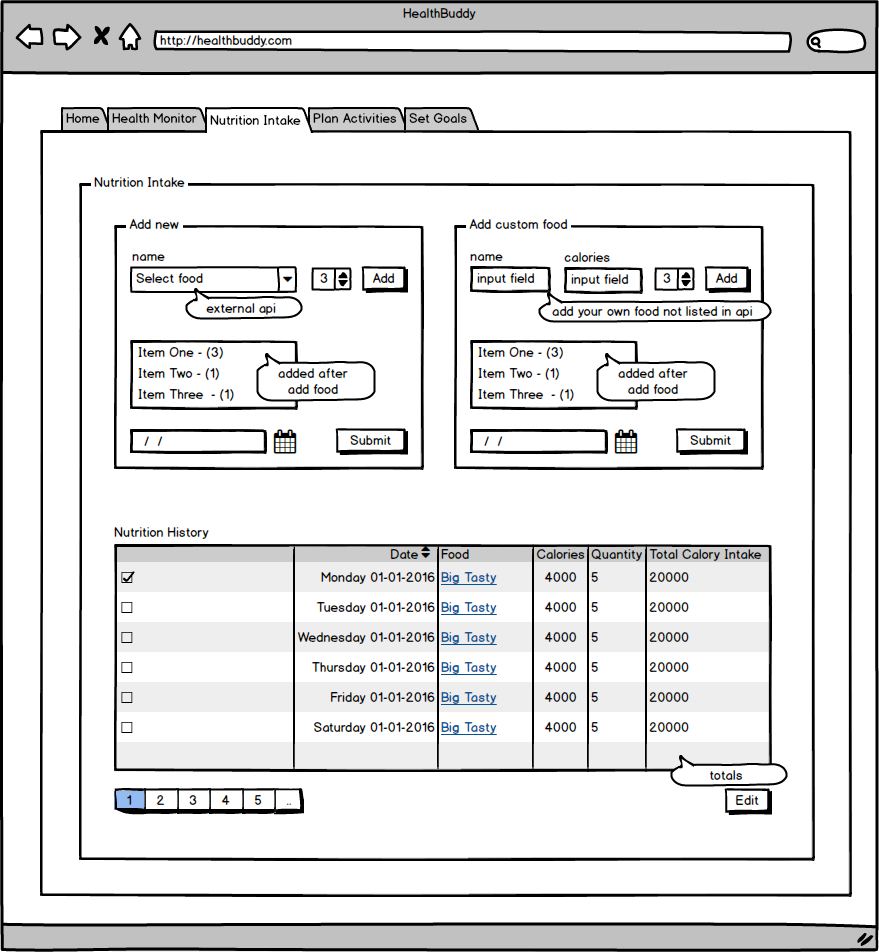 HealthBuddy
http://healthbuddy.com
Home Health Monitor Nutrition Intake Plan Activities Set Goals
Nutrition Intake
Add new
name
Select food 3 Add
external api
Item One - (3)
Item Two - (1)
Item Three - (1)
added after
add food
/ / Submit
Add custom food
name calories
input field input field 3 Add
add your own food not listed in api
Item One - (3)
Item Two - (1)
Item Three - (1)
added after
add food
/ / Submit
Nutrition History
Date Food Calories Quantity Total Calory Intake
Monday 01-01-2016 Big Tasty 4000 5 20000
Tuesday 01-01-2016 Big Tasty 4000 5 20000
Wednesday 01-01-2016 Big Tasty 4000 5 20000
Thursday 01-01-2016 Big Tasty 4000 5 20000
Friday 01-01-2016 Big Tasty 4000 5 20000
Saturday 01-01-2016 Big Tasty 4000 5 20000
totals
1 2 3 4 5 ..
Edit